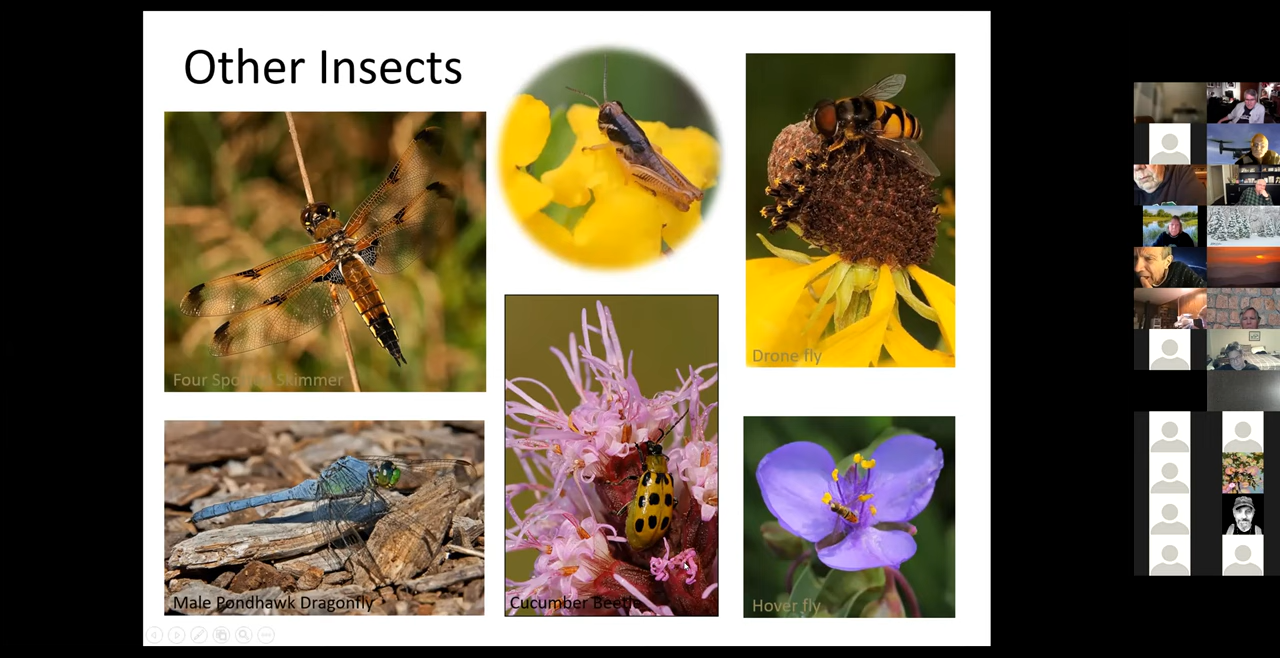 Other Insects
Four Spotted Skimmer
Drone fly
Male Pondhawk Dragonfly
Cucumber Beetle
Hover fly